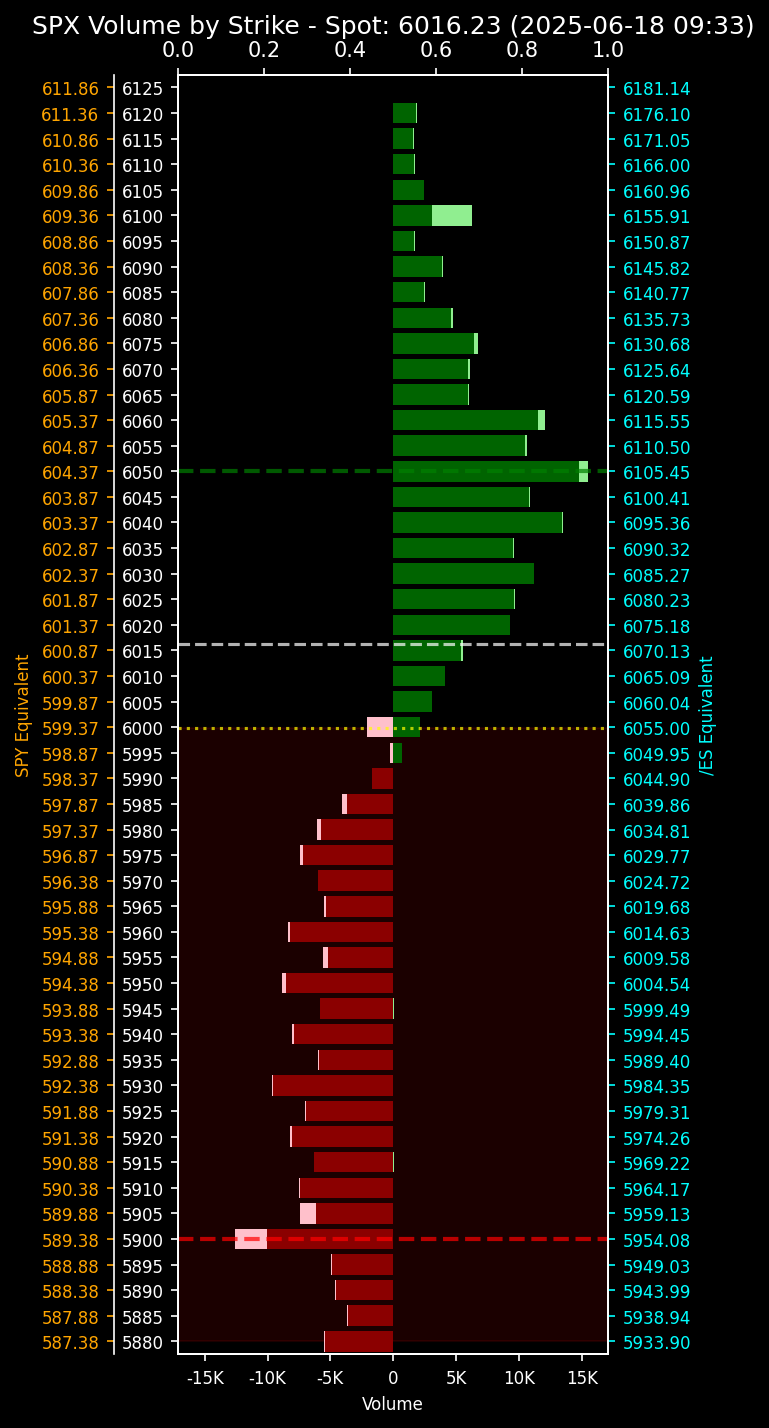 SPX Volume by Strike - Spot: 6016.23 (2025-06-18 09:33)
0.0 0.2 0.4 0.6 0.8 1.0
611.86 6125 6181.14
611.36 6120 6176.10
610.86 6115 6171.05
610.36 6110 6166.00
609.86 6105 6160.96
609.36 6100 6155.91
608.86 6095 6150.87
608.36 6090 6145.82
607.86 6085 6140.77
607.36 6080 6135.73
606.86 6075 6130.68
606.36 6070 6125.64
605.87 6065 6120.59
605.37 6060 6115.55
604.87 6055 6110.50
604.37 6050 6105.45
603.87 6045 6100.41
603.37 6040 6095.36
602.87 6035 6090.32
602.37 6030 6085.27
601.87 6025 6080.23
601.37 6020 6075.18
600.87 6015 6070.13
600.37 6010 6065.09
599.87 6005 6060.04
599.37 6000 6055.00
598.87 5995 6049.95
598.37 5990 6044.90
597.87 5985 6039.86
597.37 5980 6034.81
596.87 5975 6029.77
596.38 5970 6024.72
595.88 5965 6019.68
595.38 5960 6014.63
594.88 5955 6009.58
594.38 5950 6004.54
593.88 5945 5999.49
593.38 5940 5994.45
592.88 5935 5989.40
592.38 5930 5984.35
591.88 5925 5979.31
591.38 5920 5974.26
590.88 5915 5969.22
590.38 5910 5964.17
589.88 5905 5959.13
589.38 5900 5954.08
588.88 5895 5949.03
588.38 5890 5943.99
587.88 5885 5938.94
587.38 5880 5933.90
SPY Equivalent
/ES Equivalent
-15K -10K -5K 0 5K 10K 15K
Volume